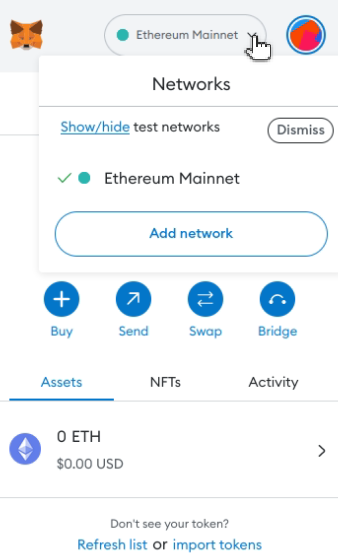 Ethereum Mainnet
Networks
Show/hide test networks
Dismiss
Ethereum Mainnet
Add network
Buy
Send
Swap
Bridge
Assets
NFTs
Activity
0 ETH
$0.00 USD
Don't see your token?
Refresh list or import tokens